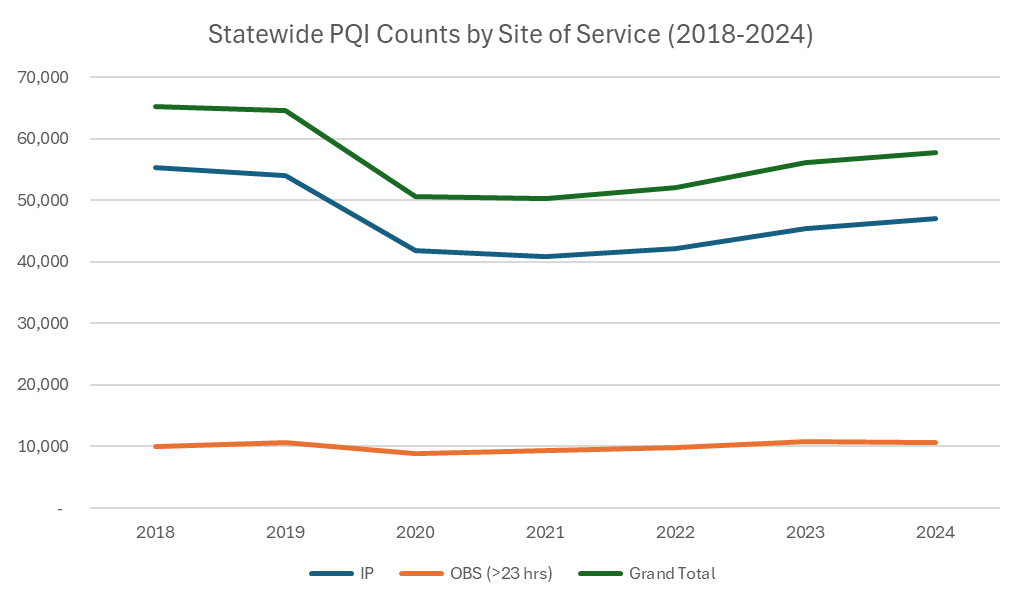 Statewide PQI Counts by Site of Service (2018-2024)
70,000
60,000
50,000
40,000
30,000
20,000
10,000
-
2018 2019 2020 2021 2022 2023 2024
IP OBS (>23 hrs) Grand Total